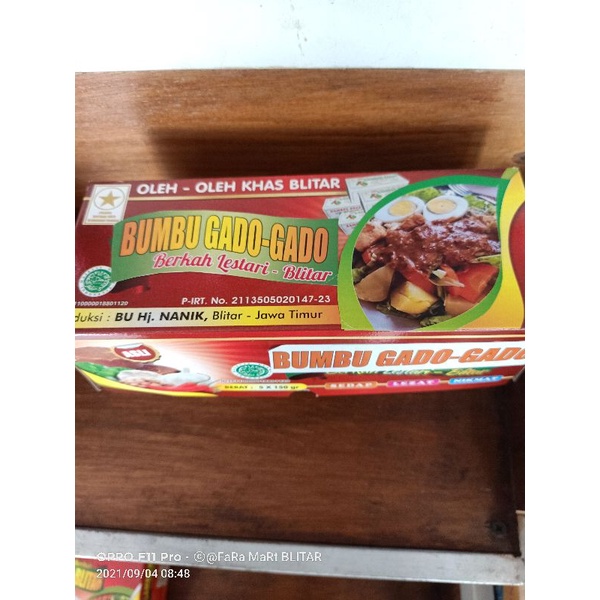 OLEH - OLEH KHAS BLITAR
BUMBU GADO-GADO
Berkah Lestari - Blitar
P-IRT. No. 2113505020147-23
duksi : BU Hj. NANIK, Blitar - Jawa Timur
BUMBU GADO-GADO
SEDAP LEZAT NIKMAT
OPPO F11 Pro - ©@FaRa MaRt BLITAR
2021/09/04 08:48